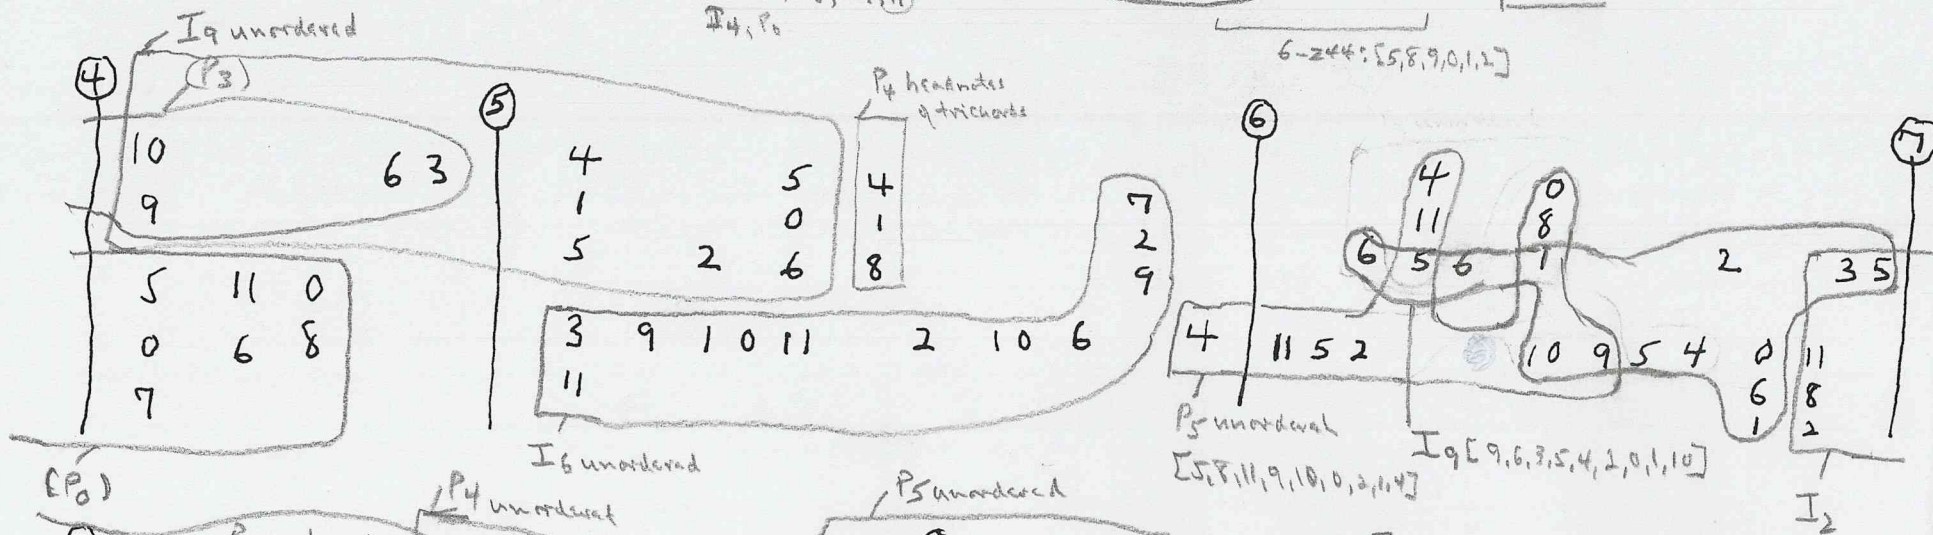 I9 unordered
I4, P0
6-Z44: [5,8,9,0,1,2]
4
(P3)
5
P4 headnotes
of trichords
6
7
10
9
6 3
4
1
5
2
5
0
6
4
1
8
7
2
9
4
11
6 5 6
0
8
1
2
3 5
5 11 0
0 6 8
7
3 9 1 0 11 2 10 6
11
4 11 5 2
10 9 5 4 0
6
1
11
8
2
(P0)
I6 unordered
P5 unordered
[5,8,11,9,10,0,2,1,4]
I9 [9,6,3,5,4,2,0,1,10]
I2
P4 unordered
P5 unordered